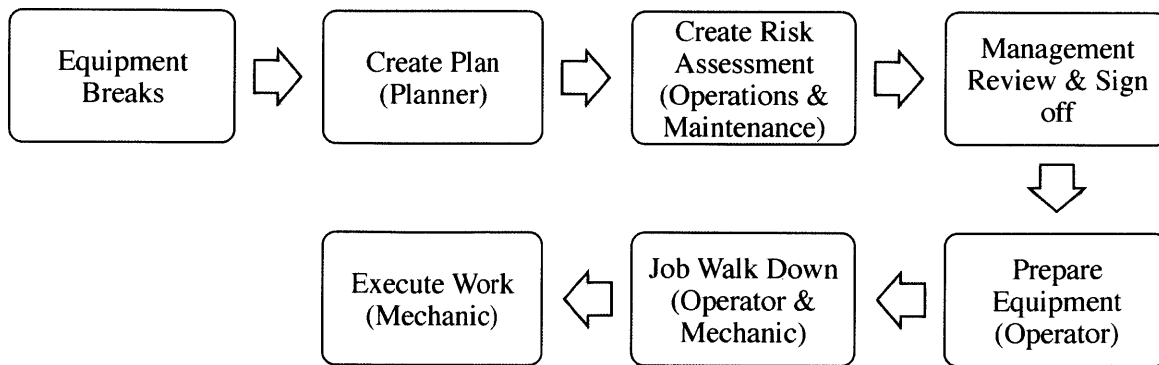 Equipment
Breaks
Create Plan
(Planner)
Create Risk
Assessment
(Operations &
Maintenance)
Management
Review & Sign
off
Prepare
Equipment
(Operator)
Job Walk Down
(Operator &
Mechanic)
Execute Work
(Mechanic)